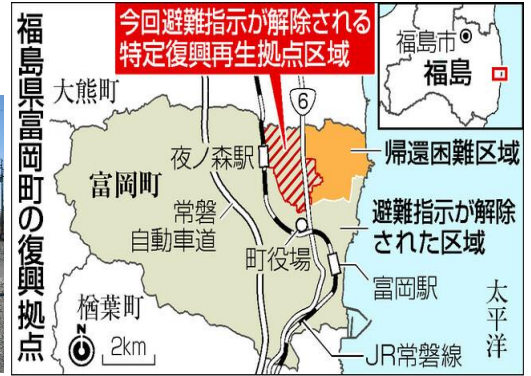 福島県富岡町の復興拠点
今回避難指示が解除される
特定復興再生拠点区域
福島市
福島
大熊町
6
夜ノ森駅
帰還困難区域
富岡町
常磐
自動車道
町役場
避難指示が解除
された区域
富岡駅
楢葉町
太平洋
N
2km
JR常磐線